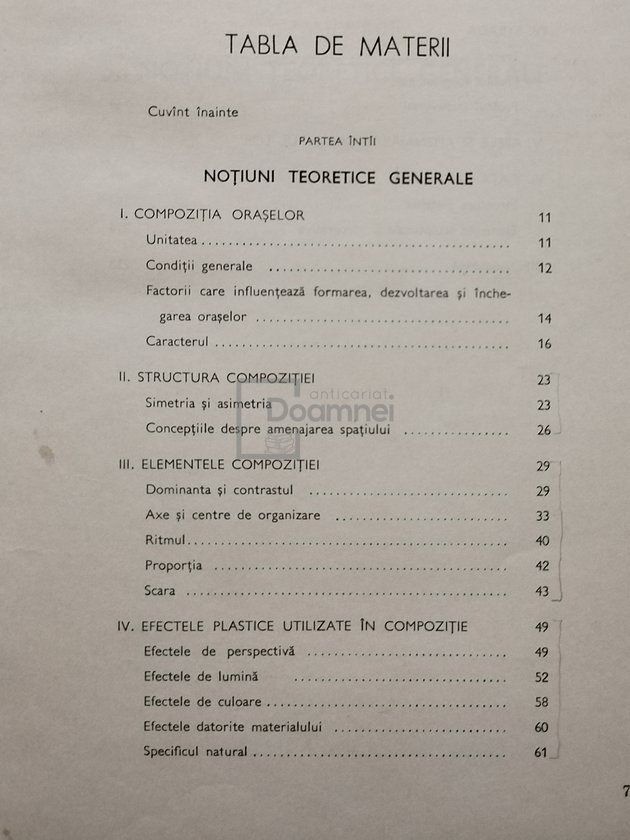 TABLA DE MATERII
Cuvînt înainte
PARTEA ÎNTÎI
NOȚIUNI TEORETICE GENERALE
I. COMPOZIȚIA ORAȘELOR 11
Unitatea 11
Condiții generale 12
Factorii care influențează formarea, dezvoltarea și înche-
garea orașelor 14
Caracterul 16
II. STRUCTURA COMPOZIȚIEI 23
anticariat
Simetria și asimetria 23
Doamnei
Concepțiile despre amenajarea spațiului 26
III. ELEMENTELE COMPOZIȚIEI 29
Dominanta și contrastul 29
Axe și centre de organizare 33
Ritmul 40
Proporția 42
Scara 43
IV. EFECTELE PLASTICE UTILIZATE ÎN COMPOZIȚIE 49
Efectele de perspectivă 49
Efectele de lumină 52
Efectele de culoare 58
Efectele datorite materialului 60
Specificul natural 61
7